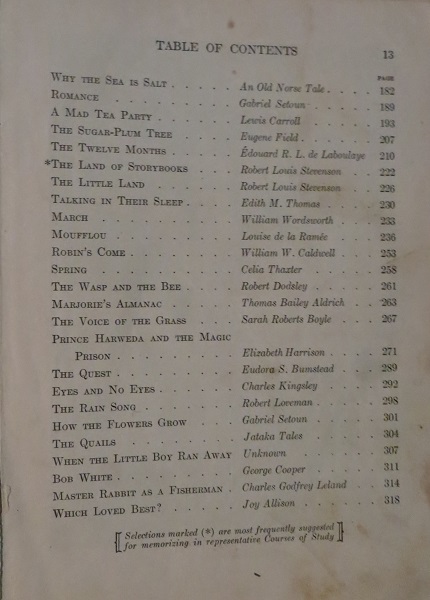 TABLE OF CONTENTS 13
PAGE
WHY THE SEA IS SALT . . . . . An Old Norse Tale . . . . 182
ROMANCE . . . . . . . . Gabriel Setoun . . . . 189
A MAD TEA PARTY . . . . . Lewis Carroll . . . . 193
THE SUGAR-PLUM TREE . . . . Eugene Field . . . . . 207
THE TWELVE MONTHS . . . . Édouard R. L. de Laboulaye 210
*THE LAND OF STORYBOOKS . . . Robert Louis Stevenson . . . 222
THE LITTLE LAND . . . . . Robert Louis Stevenson . . . 226
TALKING IN THEIR SLEEP . . . . Edith M. Thomas . . . . 230
MARCH . . . . . . . . William Wordsworth . . . 233
MOUFFLOU . . . . . . . Louise de la Ramée . . . 236
ROBIN'S COME . . . . . . William W. Caldwell . . . 253
SPRING . . . . . . . . Celia Thaxter . . . . 258
THE WASP AND THE BEE . . . . Robert Dodsley . . . . 261
MARJORIE'S ALMANAC . . . . Thomas Bailey Aldrich . . . 263
THE VOICE OF THE GRASS . . . Sarah Roberts Boyle . . . 267
PRINCE HARWEDA AND THE MAGIC
PRISON . . . . . . . Elizabeth Harrison . . . . 271
THE QUEST . . . . . . . Eudora S. Bumstead . . . 289
EYES AND NO EYES . . . . . Charles Kingsley . . . . 292
THE RAIN SONG . . . . . . Robert Loveman . . . . 298
HOW THE FLOWERS GROW . . . Gabriel Setoun . . . . 301
THE QUAILS . . . . . . Jataka Tales . . . . . 304
WHEN THE LITTLE BOY RAN AWAY Unknown . . . . . 307
BOB WHITE . . . . . . . George Cooper . . . . 311
MASTER RABBIT AS A FISHERMAN . Charles Godfrey Leland . . . 314
WHICH LOVED BEST? . . . . . Joy Allison . . . . . 318
[Selections marked (*) are most frequently suggested
for memorizing in representative Courses of Study]